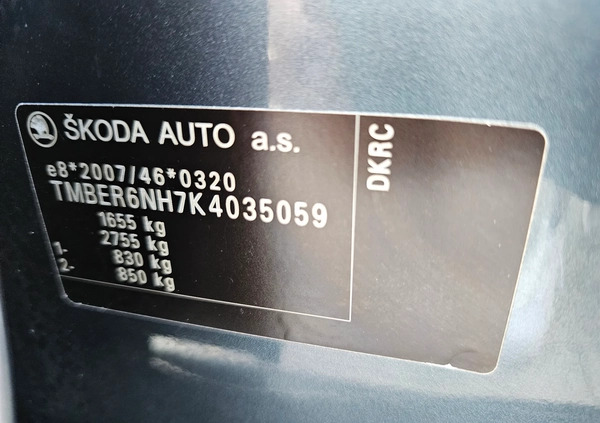 ŠKODA AUTO a.s.
e8*2007/46*0320
TMBER6NH7K4035059
1655 kg
2755 kg
1- 830 kg
2- 850 kg
DKRC